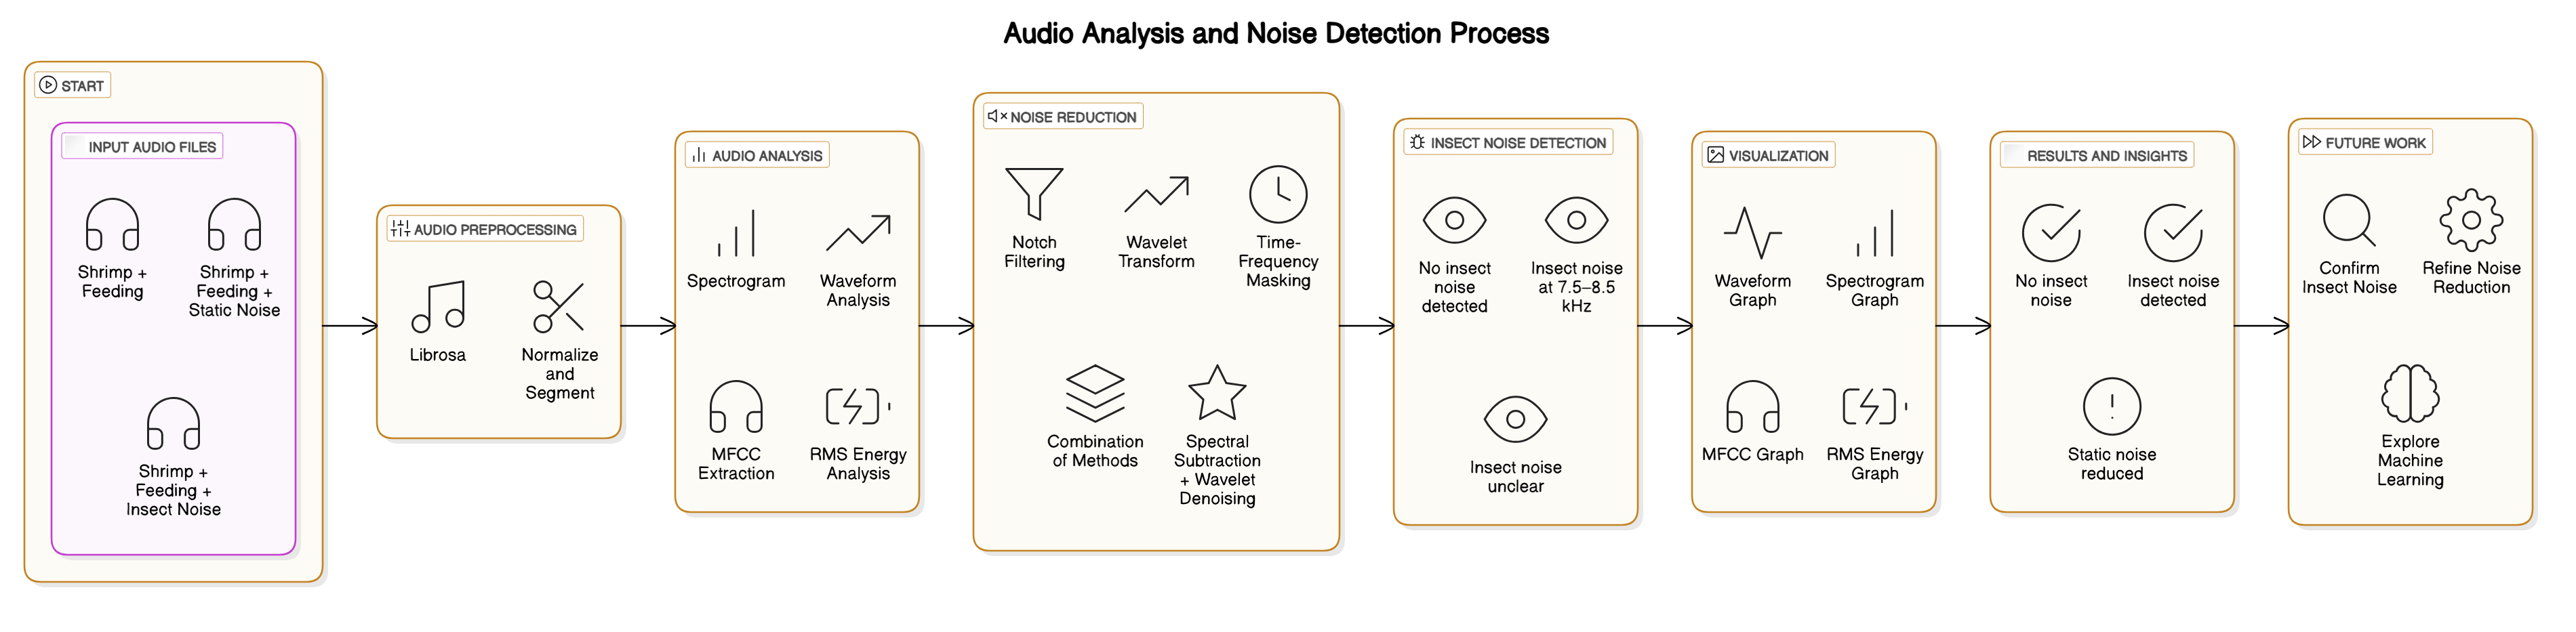 Audio Analysis and Noise Detection Process
START
INPUT AUDIO FILES
Shrimp +
Feeding
Shrimp +
Feeding +
Static Noise
Shrimp +
Feeding +
Insect Noise
AUDIO PREPROCESSING
Librosa
Normalize
and
Segment
AUDIO ANALYSIS
Spectrogram
Waveform
Analysis
MFCC
Extraction
RMS Energy
Analysis
NOISE REDUCTION
Notch
Filtering
Wavelet
Transform
Time-
Frequency
Masking
Combination
of Methods
Spectral
Subtraction
+ Wavelet
Denoising
INSECT NOISE DETECTION
No insect
noise
detected
Insect noise
at 7.5–8.5
kHz
Insect noise
unclear
VISUALIZATION
Waveform
Graph
Spectrogram
Graph
MFCC Graph
RMS Energy
Graph
RESULTS AND INSIGHTS
No insect
noise
Insect noise
detected
Static noise
reduced
FUTURE WORK
Confirm
Insect Noise
Refine Noise
Reduction
Explore
Machine
Learning